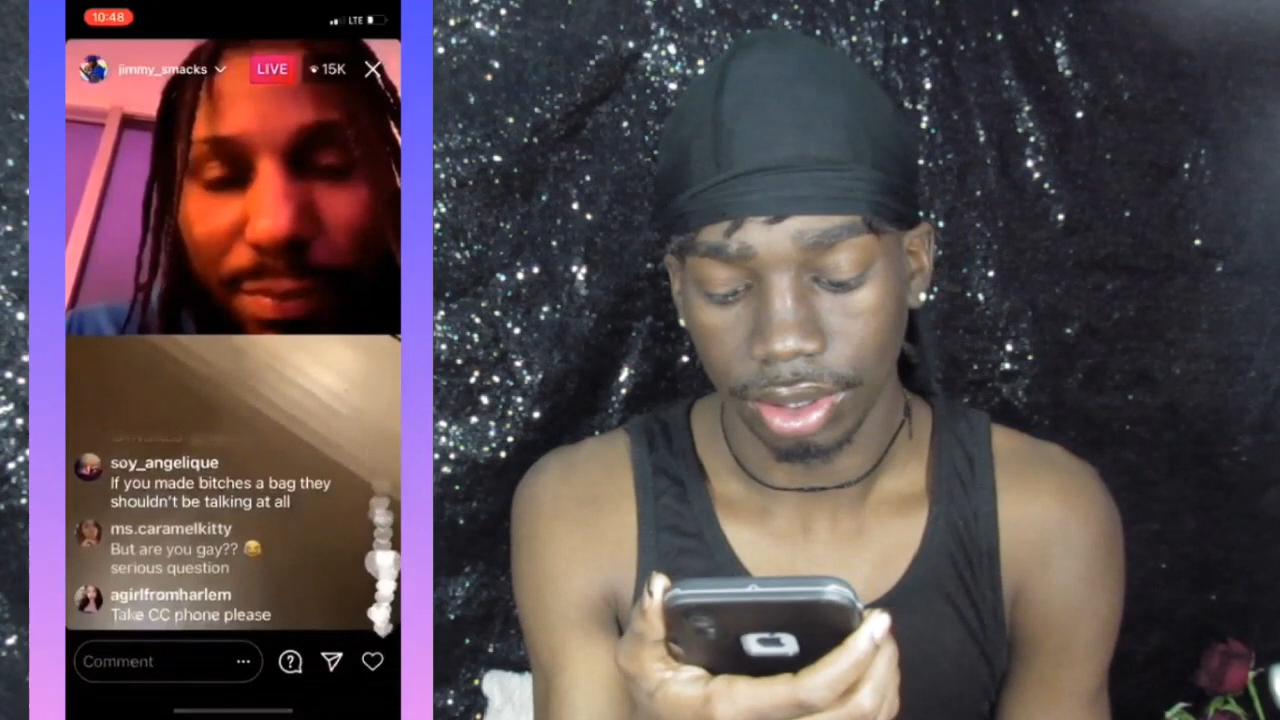 10:48
LTE
jimmy_smacks
LIVE
15K
soy_angelique
If you made bitches a bag they
shouldn't be talking at all
ms.caramelkitty
But are you gay?? 😂
serious question
agirlfromharlem
Take CC phone please
Comment